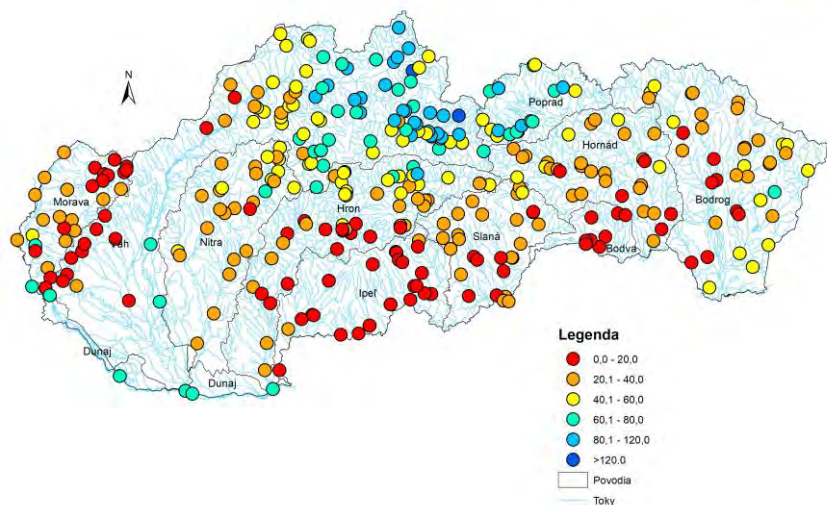 N
Poprad
Hornád
Morava
Bodrog
Hron
Váh
Nitra
Slaná
Bodva
Ipeľ
Dunaj
Dunaj
Legenda
0,0 - 20,0
20,1 - 40,0
40,1 - 60,0
60,1 - 80,0
80,1 - 120,0
>120.0
Povodia
Toky